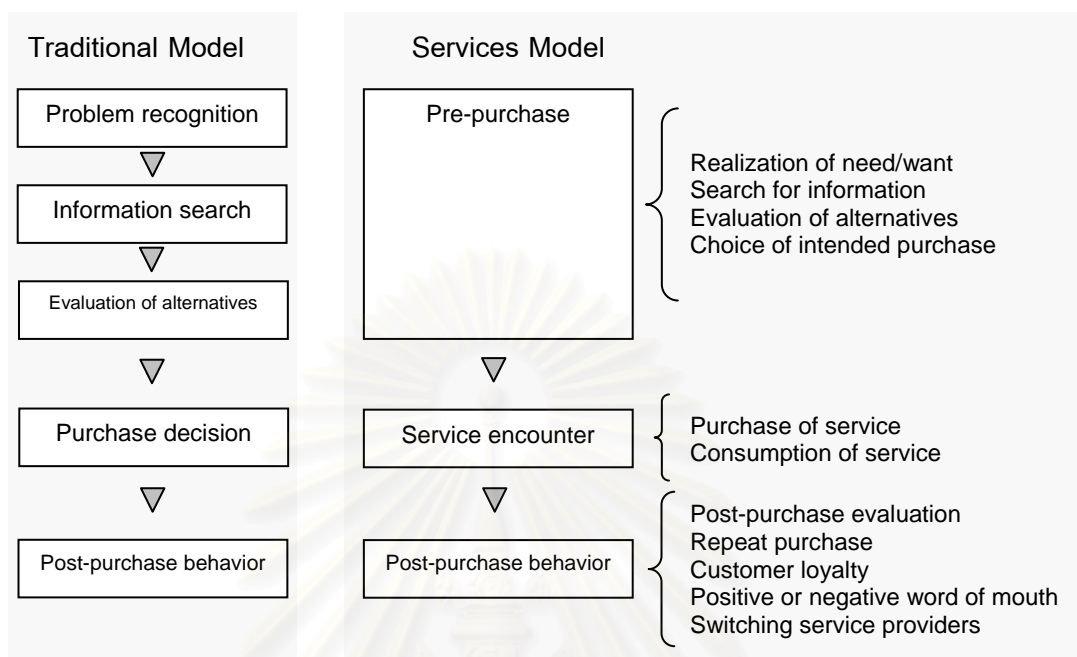 Traditional Model
Problem recognition
Information search
Evaluation of alternatives
Purchase decision
Post-purchase behavior
Services Model
Pre-purchase
Realization of need/want
Search for information
Evaluation of alternatives
Choice of intended purchase
Service encounter
Purchase of service
Consumption of service
Post-purchase behavior
Post-purchase evaluation
Repeat purchase
Customer loyalty
Positive or negative word of mouth
Switching service providers